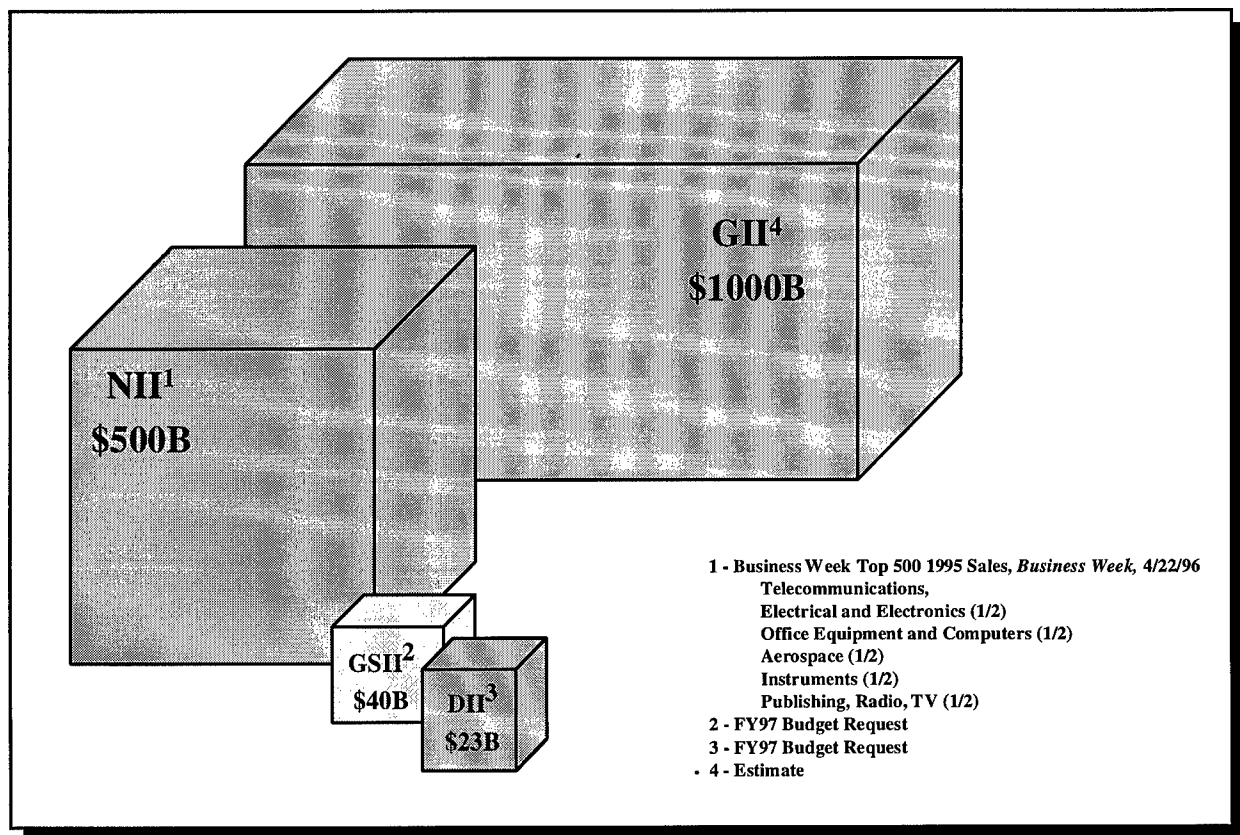 GII⁴
$1000B
NII¹
$500B
GSII²
$40B
DII³
$23B
1 - Business Week Top 500 1995 Sales, Business Week, 4/22/96
Telecommunications,
Electrical and Electronics (1/2)
Office Equipment and Computers (1/2)
Aerospace (1/2)
Instruments (1/2)
Publishing, Radio, TV (1/2)
2 - FY97 Budget Request
3 - FY97 Budget Request
4 - Estimate